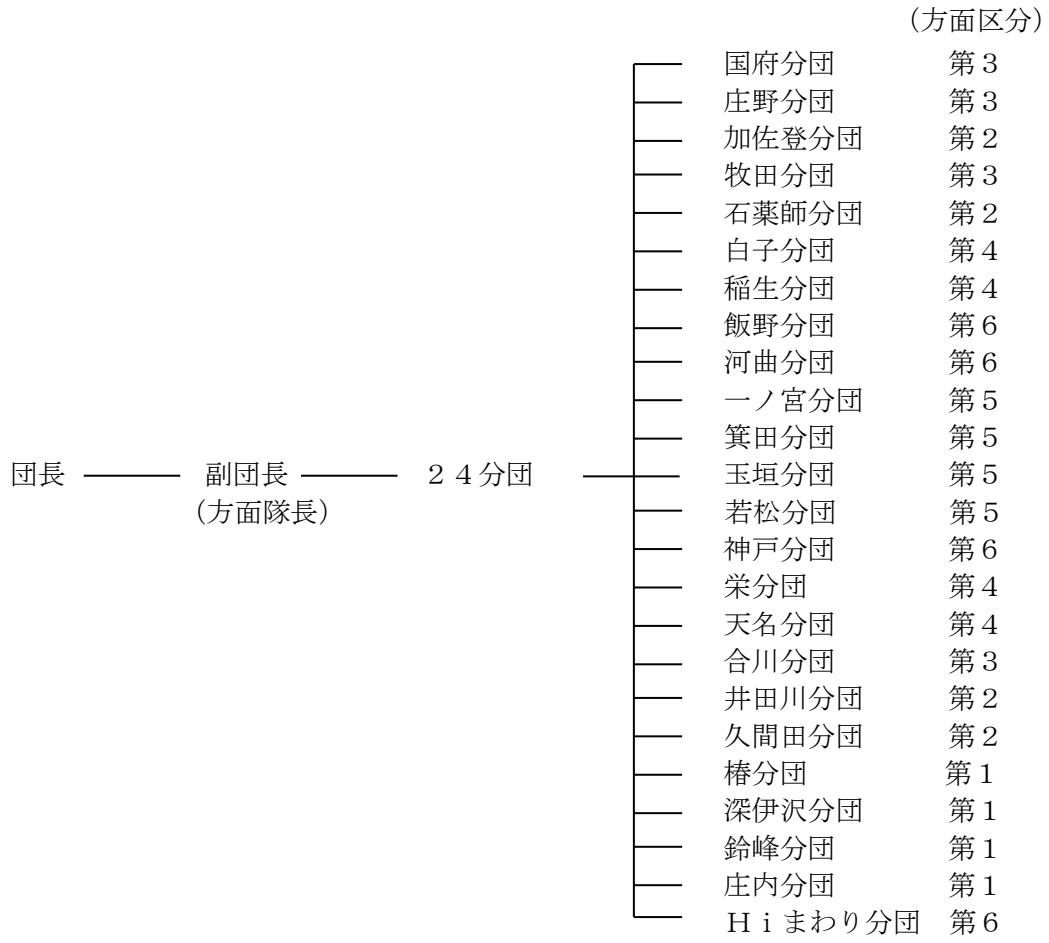 (方面区分)
国府分団 第3
庄野分団 第3
加佐登分団 第2
牧田分団 第3
石薬師分団 第2
白子分団 第4
稲生分団 第4
飯野分団 第6
河曲分団 第6
一ノ宮分団 第5
箕田分団 第5
団長 副団長 24分団 玉垣分団 第5
(方面隊長) 若松分団 第5
神戸分団 第6
栄分団 第4
天名分団 第4
合川分団 第3
井田川分団 第2
久間田分団 第2
椿分団 第1
深伊沢分団 第1
鈴峰分団 第1
庄内分団 第1
Hiまわり分団 第6